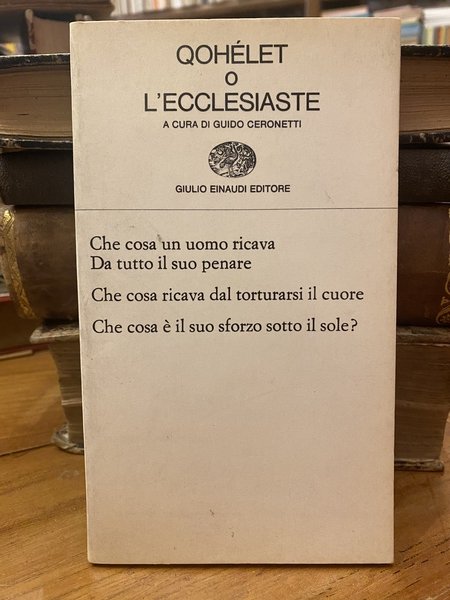 QOHÉLET
O
L'ECCLESIASTE
A CURA DI GUIDO CERONETTI
GIULIO EINAUDI EDITORE
Che cosa un uomo ricava
Da tutto il suo penare
Che cosa ricava dal torturarsi il cuore
Che cosa è il suo sforzo sotto il sole?